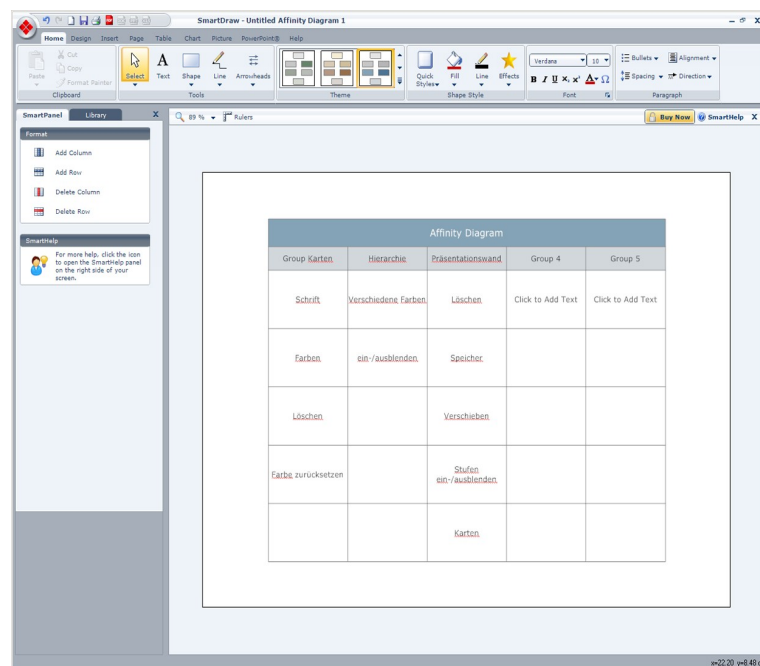 SmartDraw - Untitled Affinity Diagram 1
Home Design Insert Page Table Chart Picture PowerPoint® Help
Paste
Cut
Copy
Format Painter
Clipboard
Select
Text
Shape
Line
Arrowheads
Tools
Theme
Quick
Styles
Fill
Line
Effects
Shape Style
Verdana 10
B I U X, x² A Ω
Font
Bullets Alignment
Spacing Direction
Paragraph
SmartPanel Library X
89 % Rulers
Buy Now SmartHelp X
Format
Add Column
Add Row
Delete Column
Delete Row
SmartHelp
For more help, click the icon
to open the SmartHelp panel
on the right side of your
screen.
Affinity Diagram
Group Karten Hierarchie Präsentationswand Group 4 Group 5
Schrift Verschiedene Farben Löschen Click to Add Text Click to Add Text
Farben ein-/ausblenden Speicher
Löschen Verschieben
Farbe zurücksetzen Stufen
ein-/ausblenden
Karten
x=22.20 y=8.48